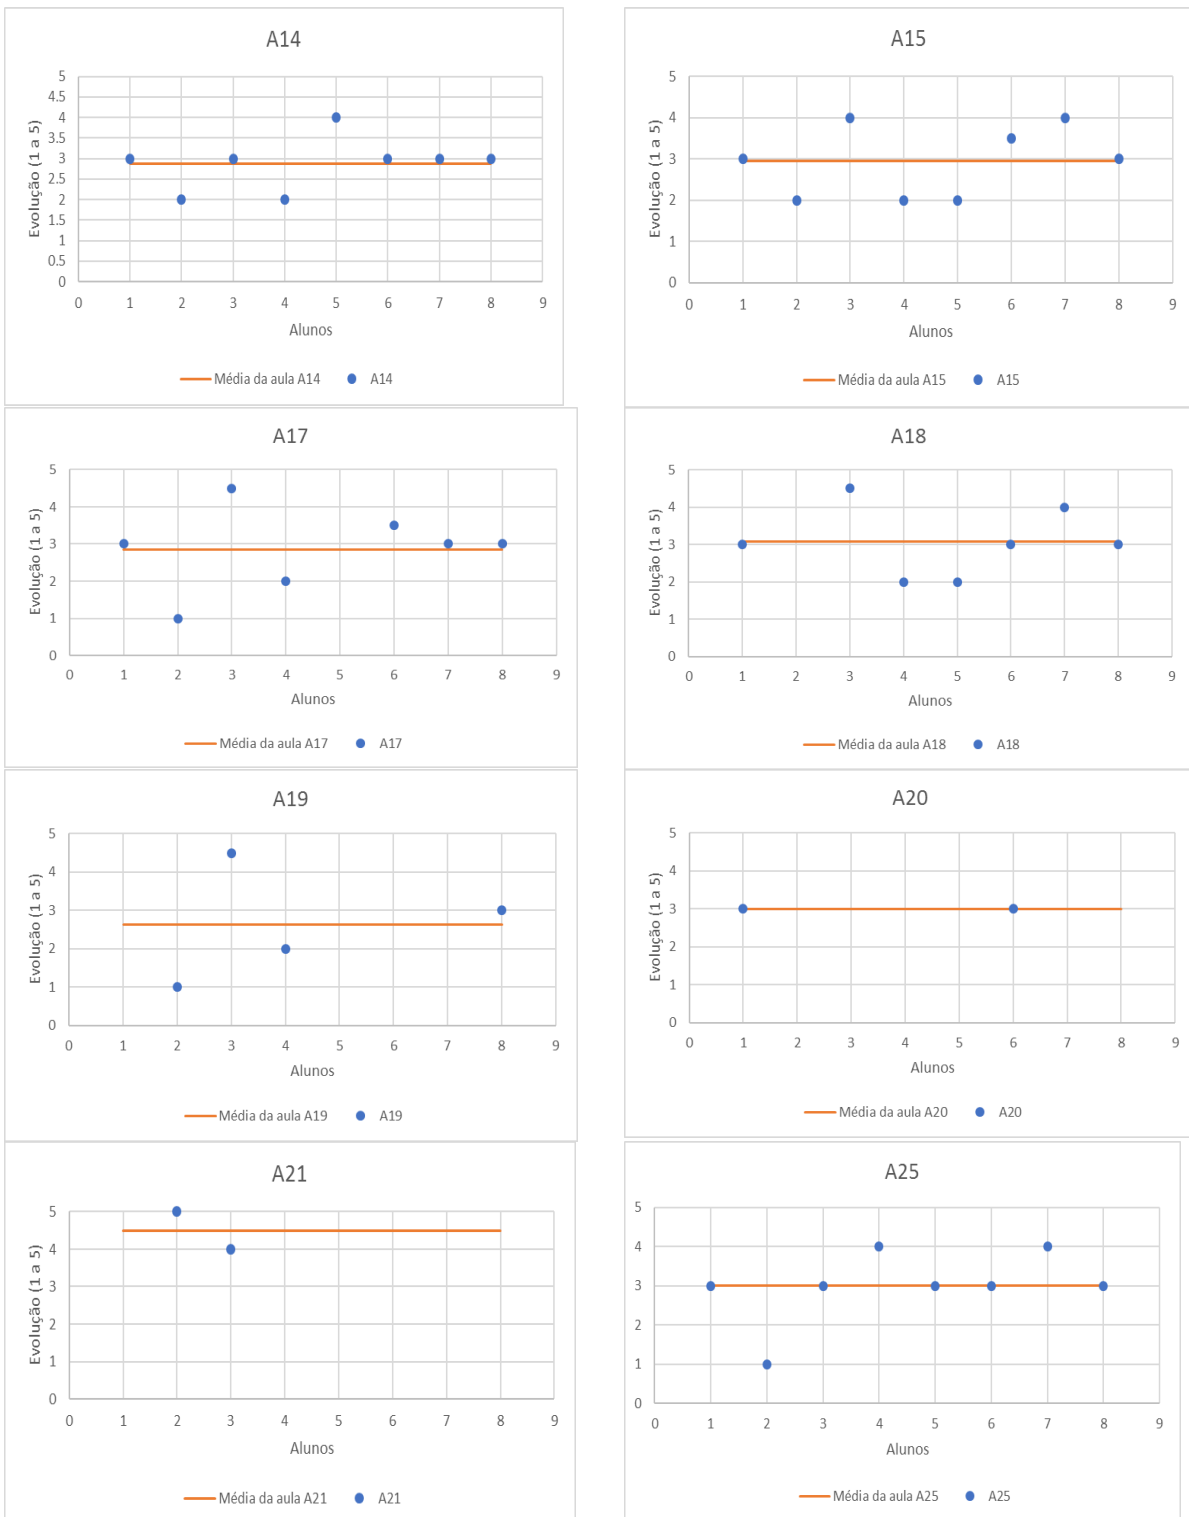 A14
Evolução (1 a 5)
5
4.5
4
3.5
3
2.5
2
1.5
1
0.5
0
0 1 2 3 4 5 6 7 8 9
Alunos
Média da aula A14 A14
A15
Evolução (1 a 5)
5
4
3
2
1
0
0 1 2 3 4 5 6 7 8 9
Alunos
Média da aula A15 A15
A17
Evolução (1 a 5)
5
4
3
2
1
0
0 1 2 3 4 5 6 7 8 9
Alunos
Média da aula A17 A17
A18
Evolução (1 a 5)
5
4
3
2
1
0
0 1 2 3 4 5 6 7 8 9
Alunos
Média da aula A18 A18
A19
Evolução (1 a 5)
5
4
3
2
1
0
0 1 2 3 4 5 6 7 8 9
Alunos
Média da aula A19 A19
A20
Evolução (1 a 5)
5
4
3
2
1
0
0 1 2 3 4 5 6 7 8 9
Alunos
Média da aula A20 A20
A21
Evolução (1 a 5)
5
4
3
2
1
0
0 1 2 3 4 5 6 7 8 9
Alunos
Média da aula A21 A21
A25
5
4
3
2
1
0
0 1 2 3 4 5 6 7 8 9
Alunos
Média da aula A25 A25